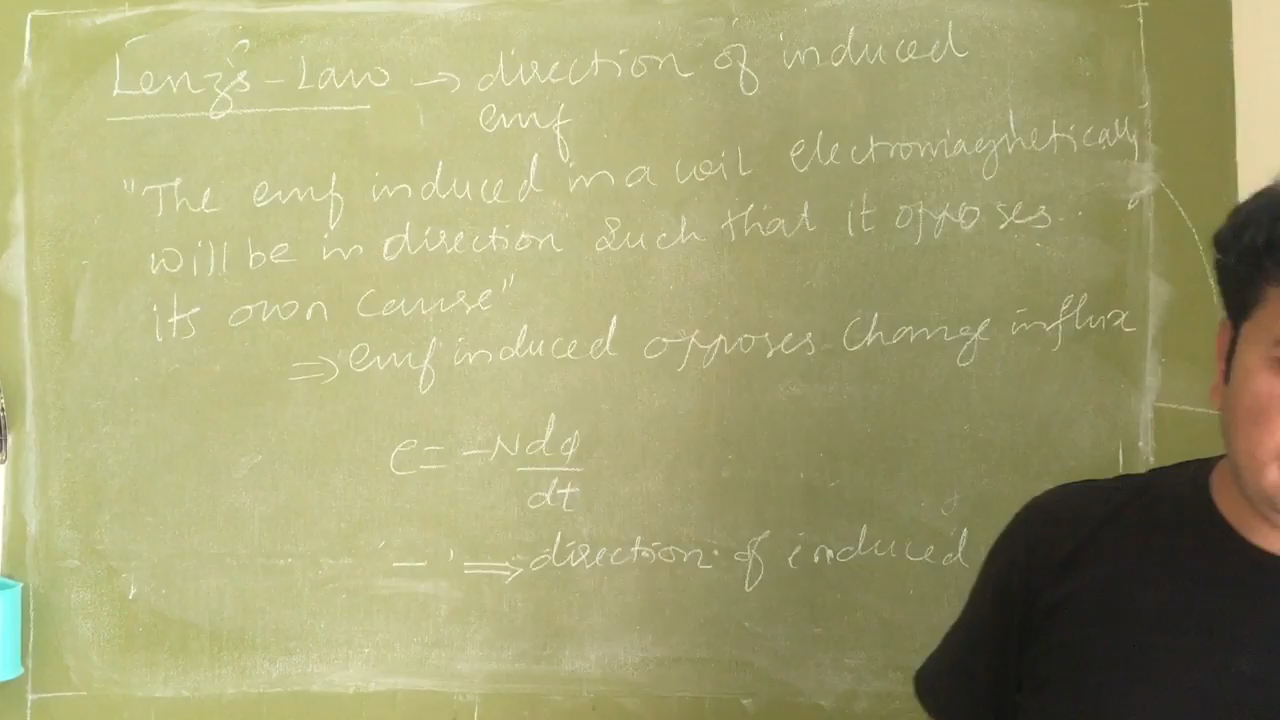 Lenz's - Law → direction of induced
emf
"The emf induced in a coil electromagnetically
will be in direction such that it opposes
its own cause"
⇒ emf induced opposes change in flux
e = -N dφ
dt
'-' ⇒ direction of induced